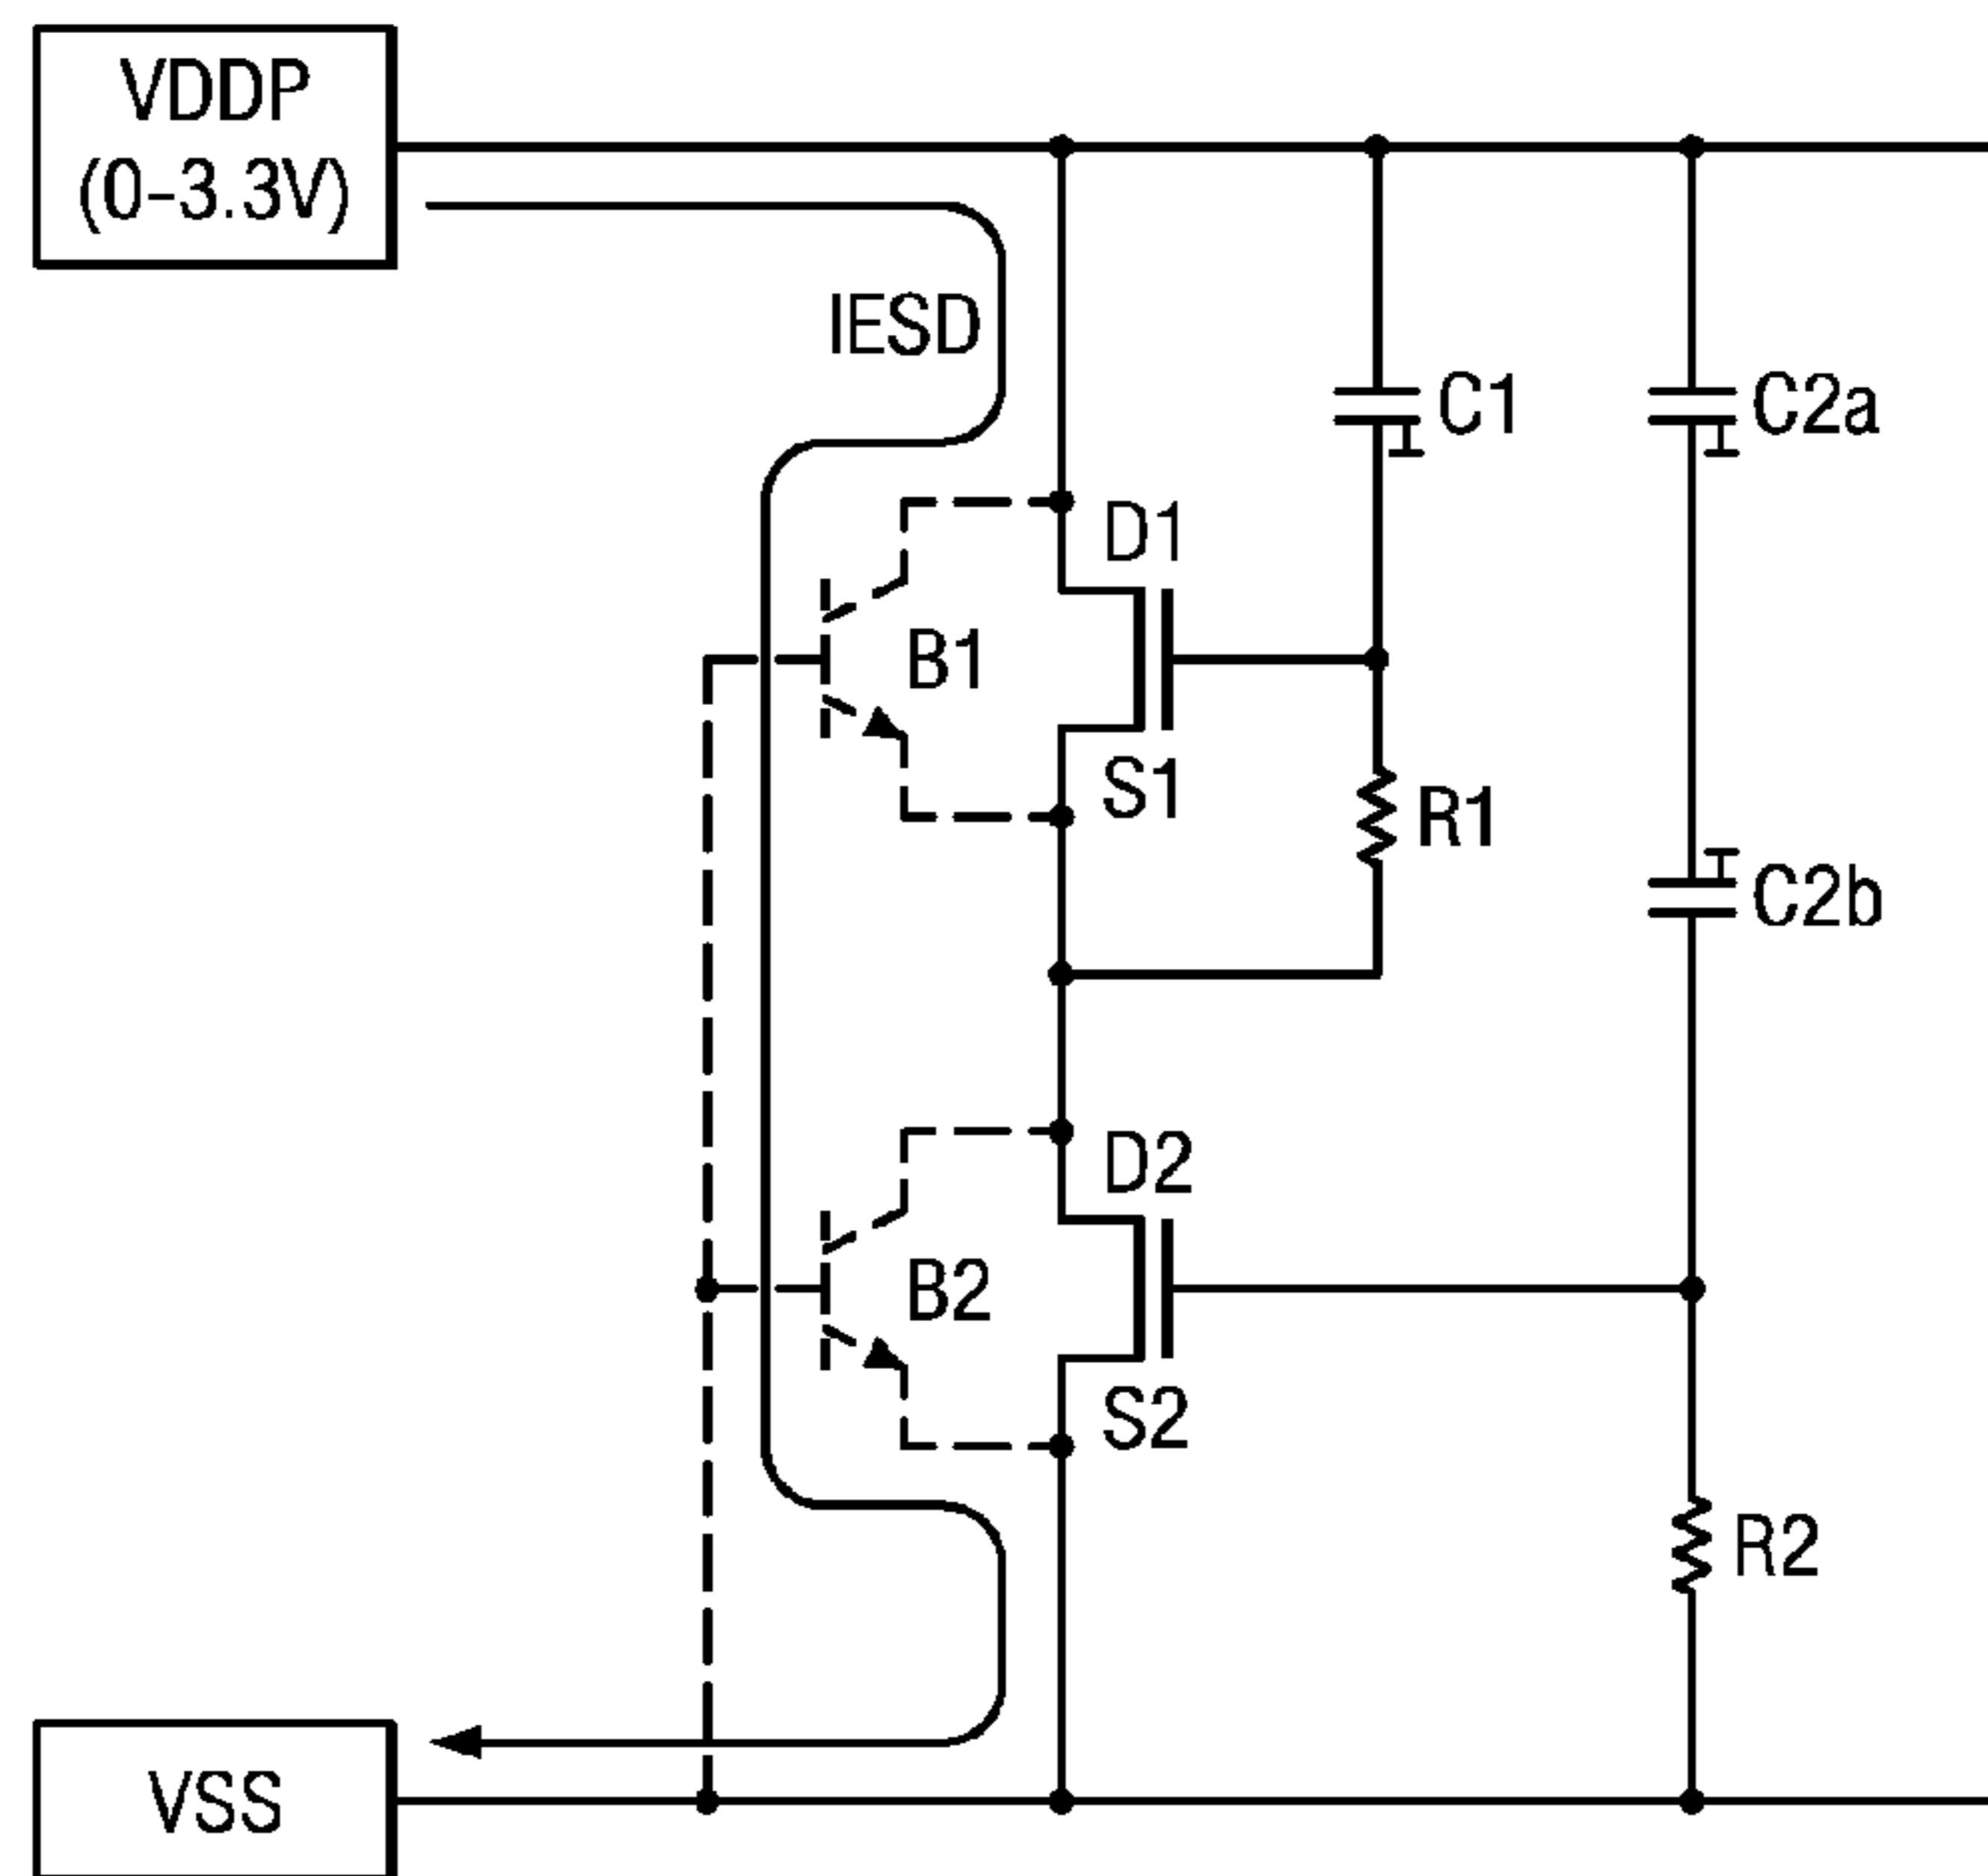 VDDP
(0-3.3V)
IESD
C1
C2a
D1
B1
S1
R1
C2b
D2
B2
S2
R2
VSS